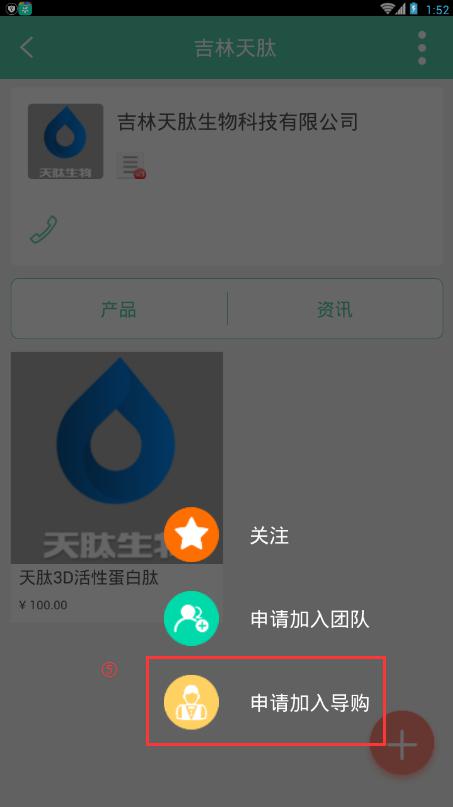 1:52
吉林天肽
吉林天肽生物科技有限公司
天肽生物
产品
资讯
天肽生物
天肽3D活性蛋白肽
¥ 100.00
关注
申请加入团队
⑤
申请加入导购